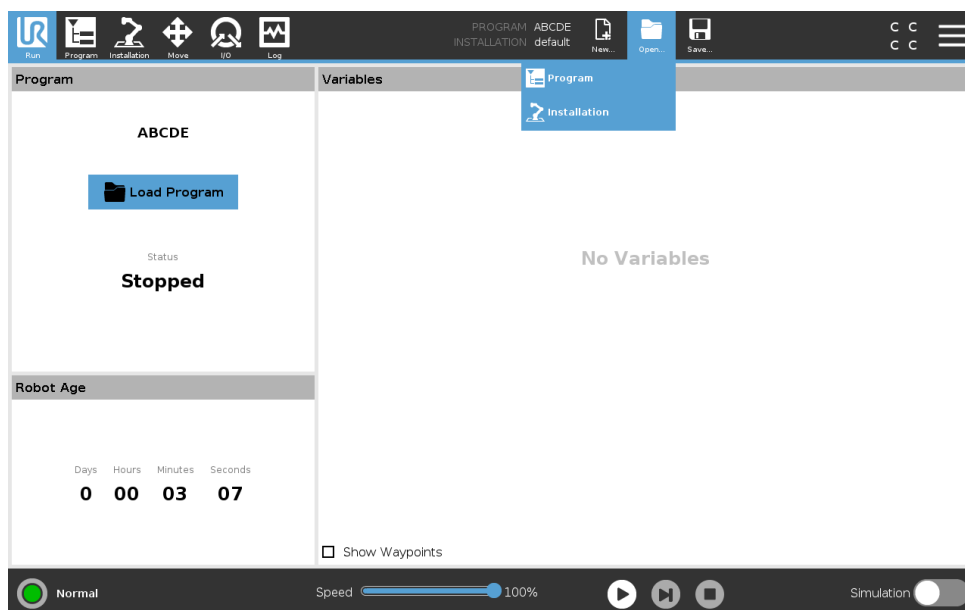 UR
Run
Program
Installation
Move
I/O
Log
PROGRAM ABCDE
INSTALLATION default
New...
Open...
Save...
C C
C C
Program
Installation
Program
Variables
ABCDE
Load Program
Status
Stopped
No Variables
Robot Age
Days Hours Minutes Seconds
0 00 03 07
Show Waypoints
Normal
Speed 100%
Simulation